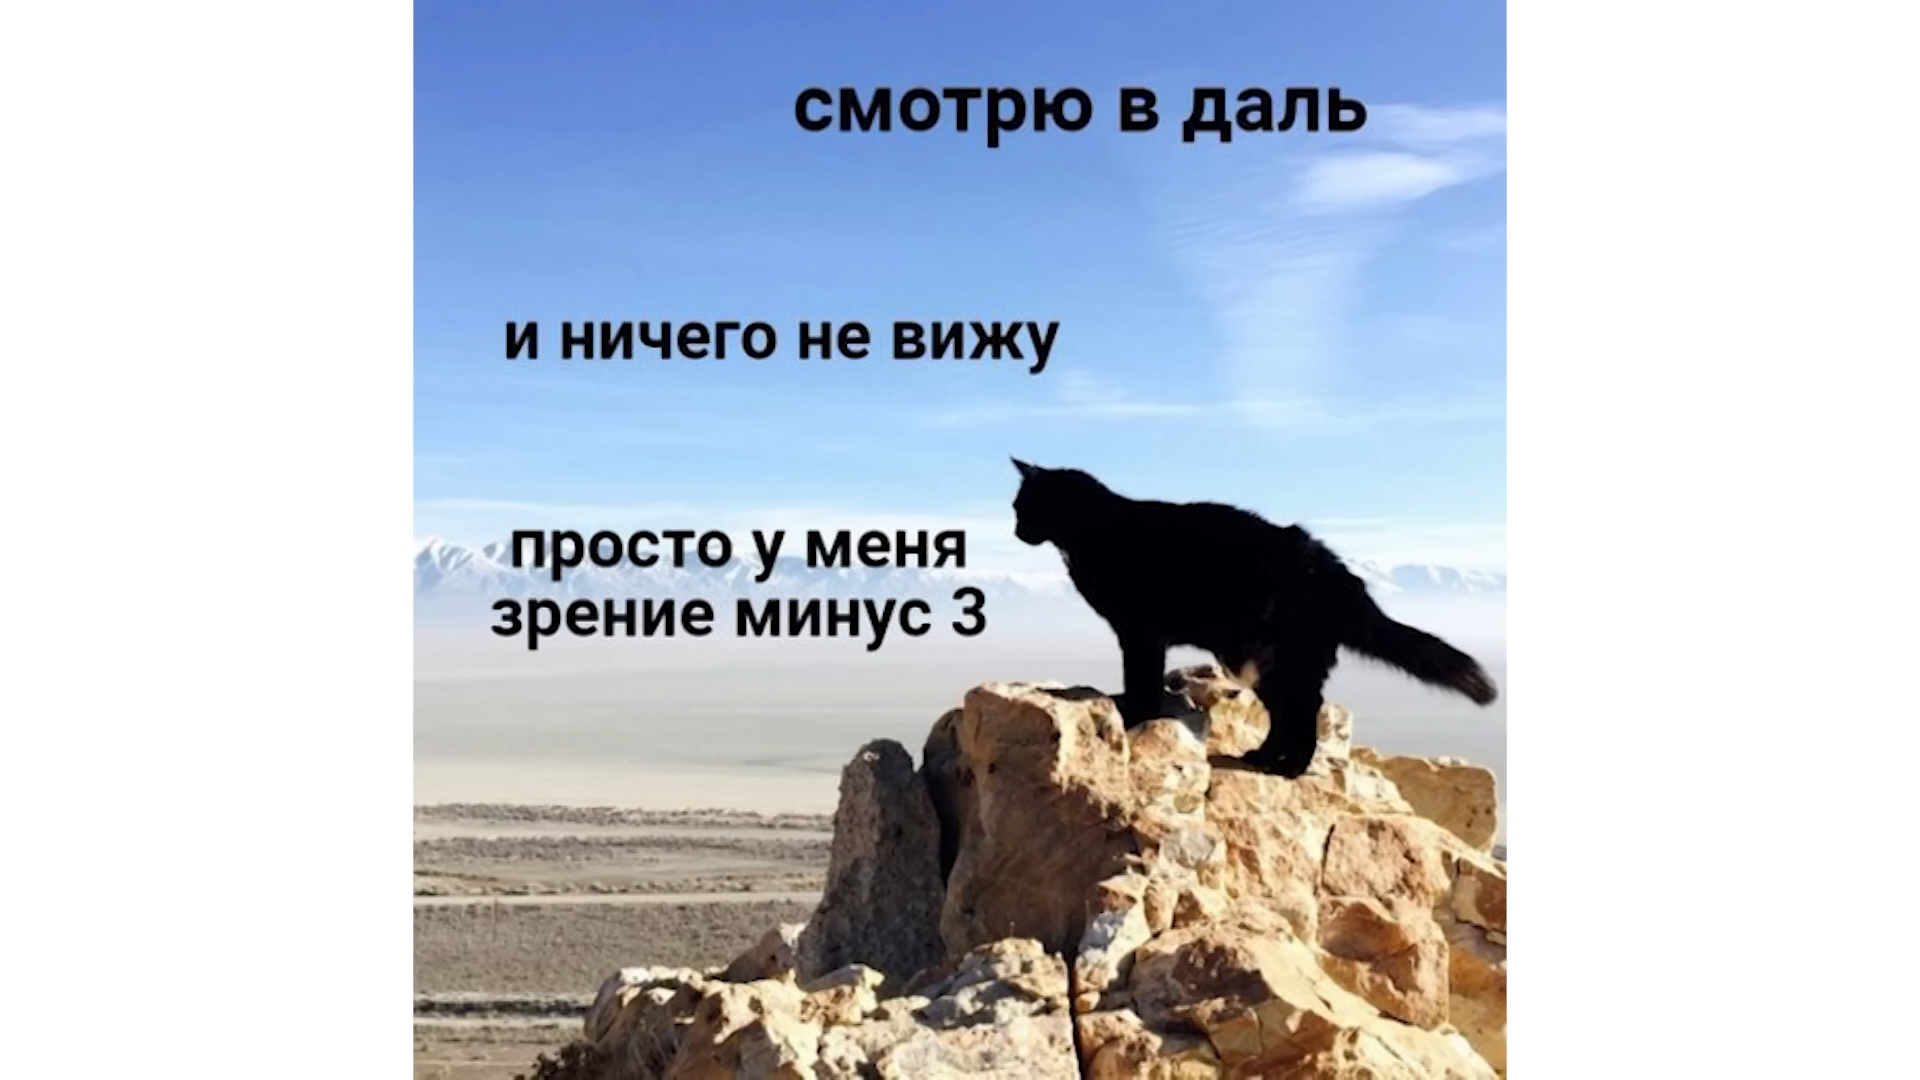 смотрю в даль
и ничего не вижу
просто у меня
зрение минус 3